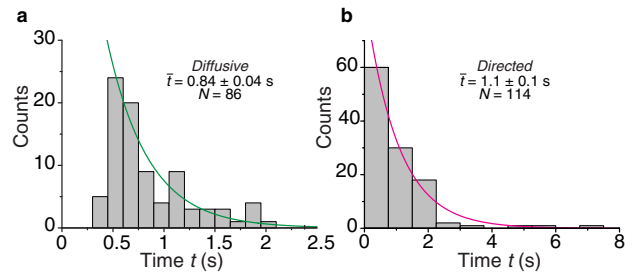 a
30
20
10
0
Counts
0
0.5
1.0
1.5
2.0
2.5
Time t (s)
Diffusive
t̄ = 0.84 ± 0.04 s
N = 86
b
60
40
20
0
Counts
0
2
4
6
8
Time t (s)
Directed
t̄ = 1.1 ± 0.1 s
N = 114